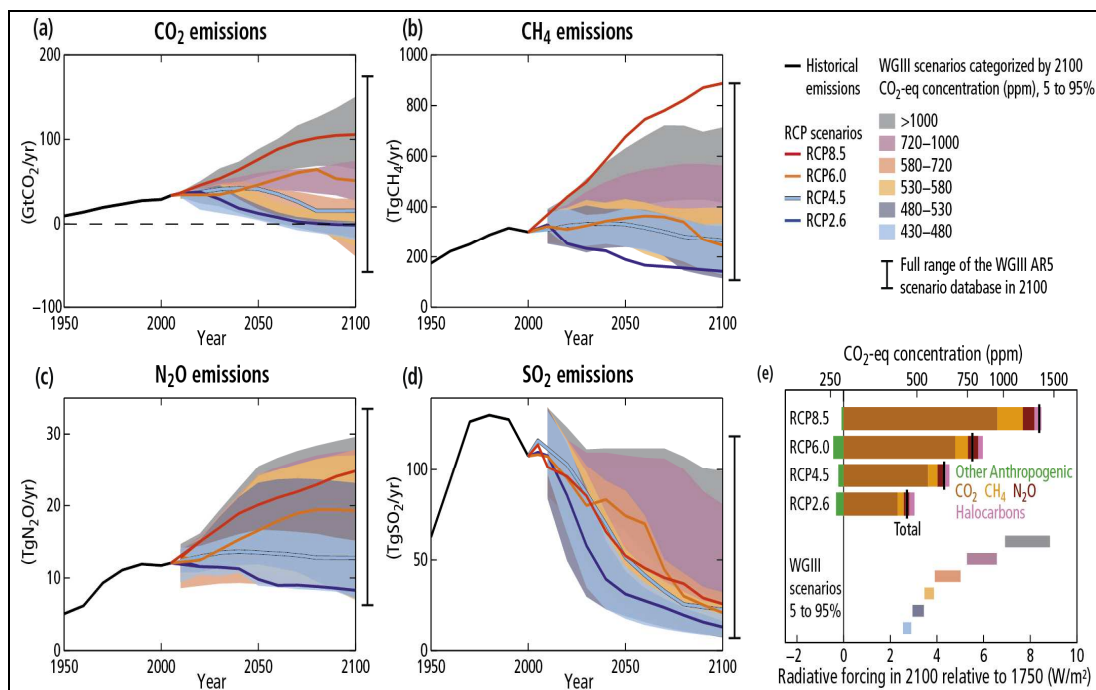 (a) CO₂ emissions
200
100
0
−100
(GtCO₂/yr)
1950 2000 2050 2100
Year
(b) CH₄ emissions
1000
800
600
400
200
0
(TgCH₄/yr)
1950 2000 2050 2100
Year
Historical emissions
RCP scenarios
RCP8.5
RCP6.0
RCP4.5
RCP2.6
WGIII scenarios categorized by 2100
CO₂-eq concentration (ppm), 5 to 95%
>1000
720–1000
580–720
530–580
480–530
430–480
Full range of the WGIII AR5
scenario database in 2100
(c) N₂O emissions
30
20
10
0
(TgN₂O/yr)
1950 2000 2050 2100
Year
(d) SO₂ emissions
100
50
0
(TgSO₂/yr)
1950 2000 2050 2100
Year
(e)
CO₂-eq concentration (ppm)
250 500 750 1000 1500
RCP8.5
RCP6.0
RCP4.5
RCP2.6
Other Anthropogenic
CO₂ CH₄ N₂O
Halocarbons
Total
WGIII
scenarios
5 to 95%
−2 0 2 4 6 8 10
Radiative forcing in 2100 relative to 1750 (W/m²)